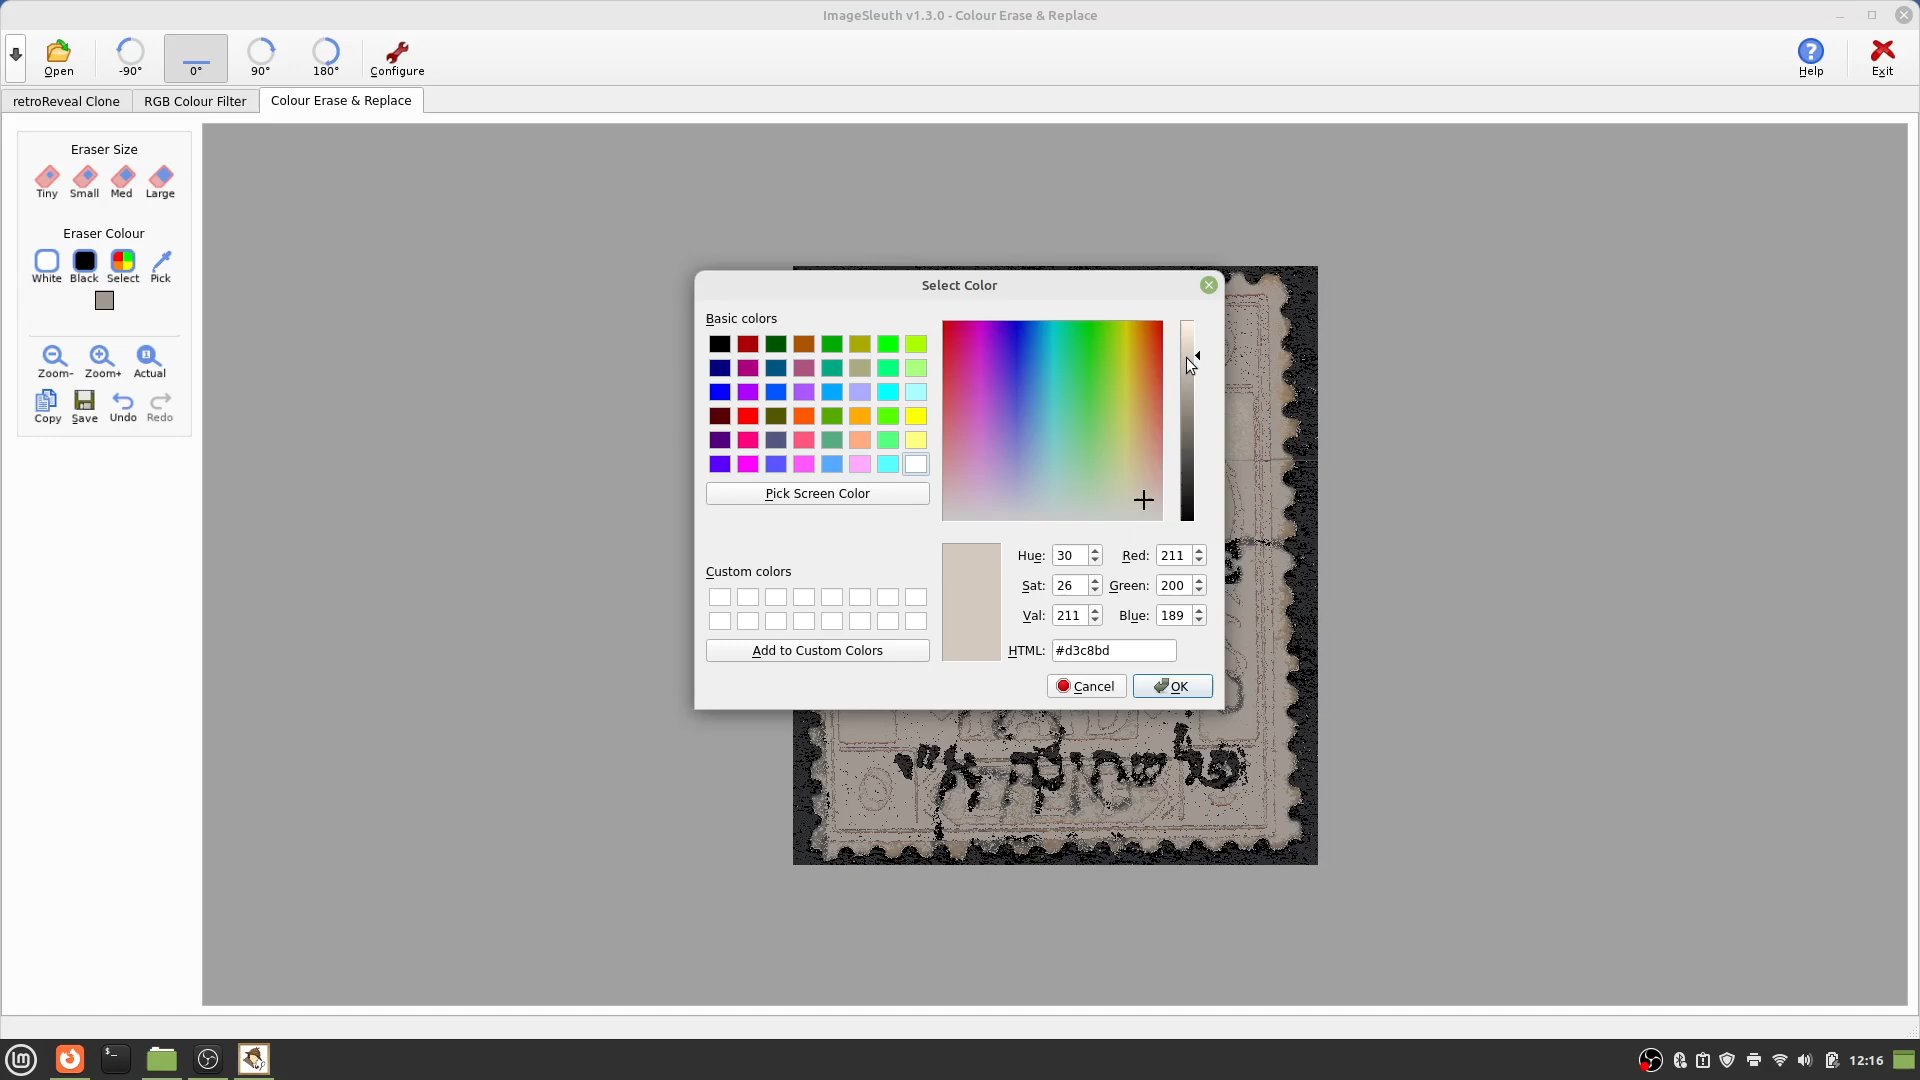 ImageSleuth v1.3.0 - Colour Erase & Replace
Open
-90°
0°
90°
180°
Configure
Help
Exit
retroReveal Clone
RGB Colour Filter
Colour Erase & Replace
Eraser Size
Tiny
Small
Med
Large
Eraser Colour
White
Black
Select
Pick
Zoom-
Zoom+
Actual
Copy
Save
Undo
Redo
Select Color
Basic colors
Pick Screen Color
Custom colors
Add to Custom Colors
Hue: 30 Red: 211
Sat: 26 Green: 200
Val: 211 Blue: 189
HTML: #d3c8bd
Cancel
OK
פלשתינה א״י
12:16